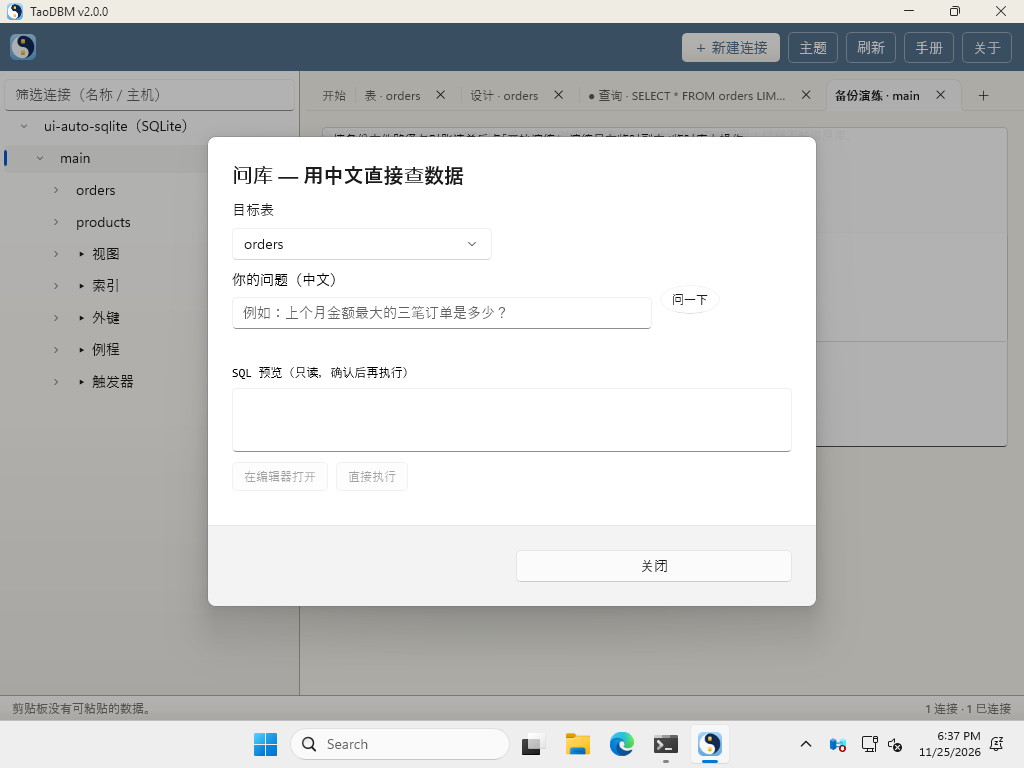 TaoDBM v2.0.0
+ 新建连接 主题 刷新 手册 关于
筛选连接（名称 / 主机）
开始 表 · orders 设计 · orders ● 查询 · SELECT * FROM orders LIM... 备份演练 · main
ui-auto-sqlite（SQLite）
main
orders
products
视图
索引
外键
例程
触发器
问库 — 用中文直接查数据
目标表
orders
你的问题（中文）
例如：上个月金额最大的三笔订单是多少？
问一下
SQL 预览（只读，确认后再执行）
在编辑器打开 直接执行
关闭
剪贴板没有可粘贴的数据。
1 连接 · 1 已连接
Search
6:37 PM
11/25/2026